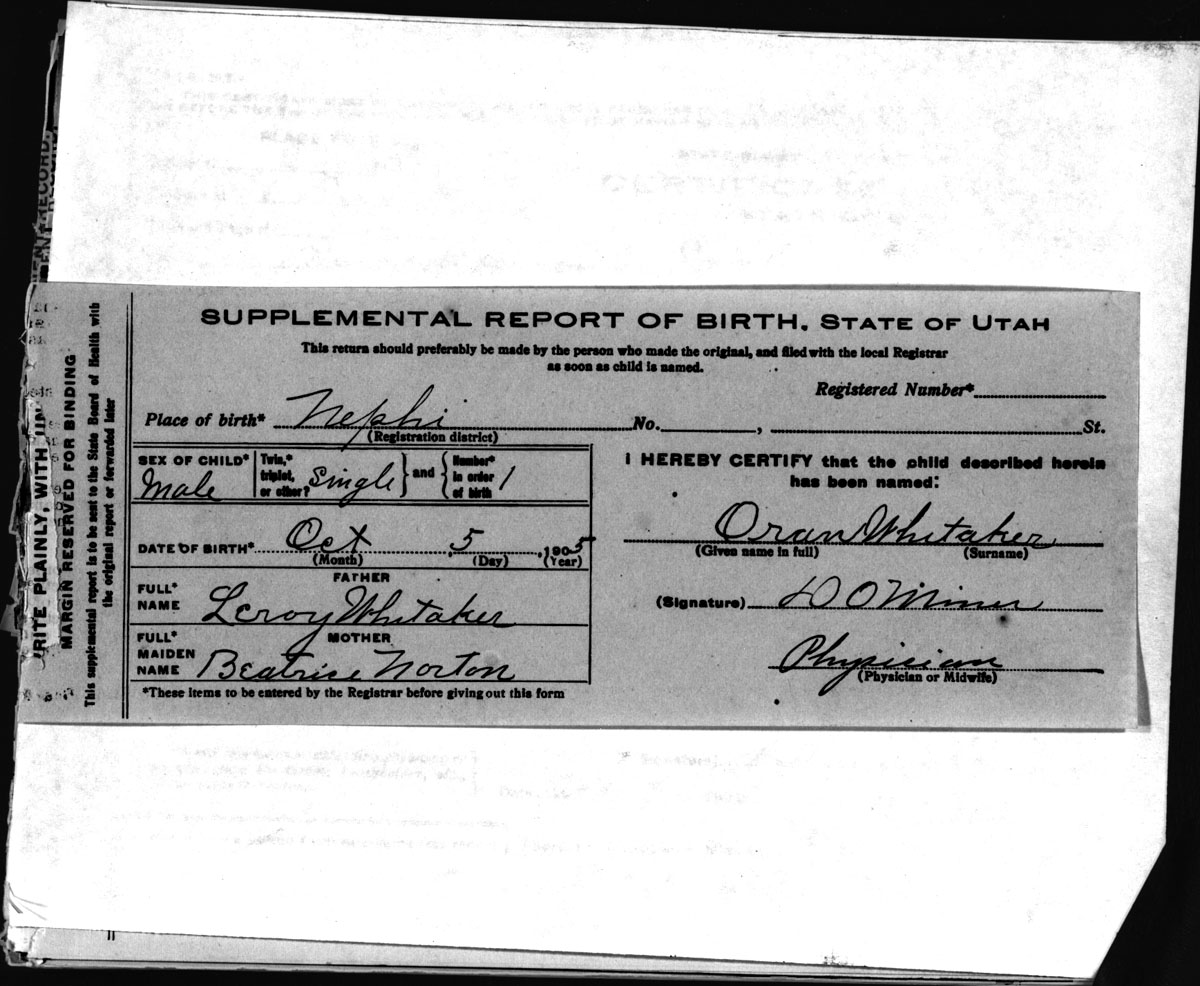 SUPPLEMENTAL REPORT OF BIRTH. STATE OF UTAH
This return should preferably be made by the person who made the original, and filed with the local Registrar
as soon as child is named.
Registered Number*
Place of birth* Nephi No. , St.
(Registration district)
SEX OF CHILD* Male
Twin,* triplet, or other? Single and Number* in order of birth 1
DATE OF BIRTH* Oct 5, 1905
(Month) (Day) (Year)
FATHER
FULL* NAME Leroy Whitaker
MOTHER
FULL* MAIDEN NAME Beatrice Norton
*These items to be entered by the Registrar before giving out this form
I HEREBY CERTIFY that the child described herein
has been named:
Oran Whitaker
(Given name in full) (Surname)
(Signature) D O Miner
Physician
(Physician or Midwife)
RITE PLAINLY, WITH UN
MARGIN RESERVED FOR BINDING
This supplemental report is to be sent to the State Board of Health with
the original report or forwarded later
ENT RECORD.